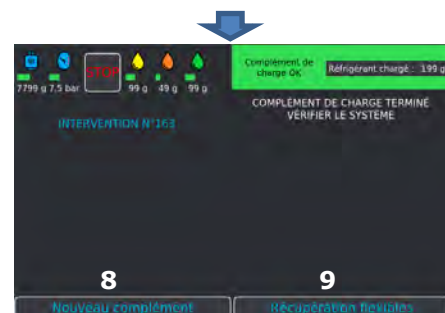 STOP
7799 g 7,5 bar 99 g 49 g 99 g
INTERVENTION N°163
Complément de
charge OK
Réfrigérant chargé : 199 g
COMPLÉMENT DE CHARGE TERMINÉ
VÉRIFIER LE SYSTÈME
8 9
Nouveau complément Récupération flexibles